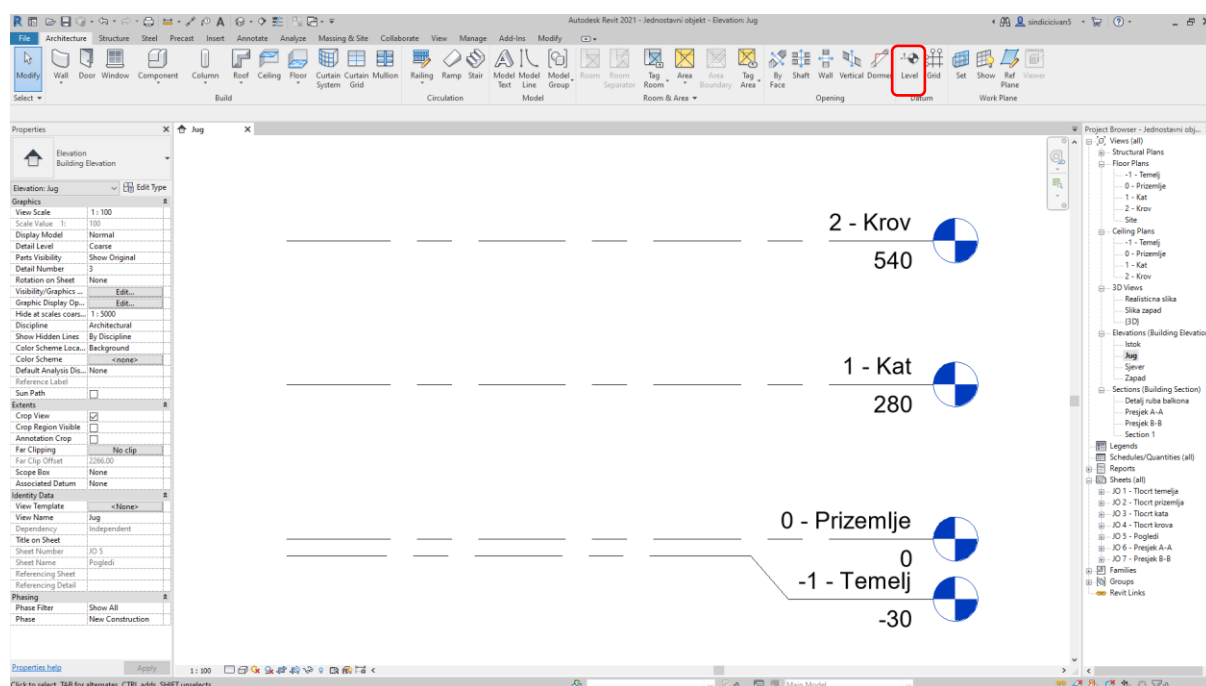 Autodesk Revit 2021 - Jednostavni objekt - Elevation: Jug
sindicicivan5
File Architecture Structure Steel Precast Insert Annotate Analyze Massing & Site Collaborate View Manage Add-Ins Modify
Modify Wall Door Window Component Column Roof Ceiling Floor Curtain System Curtain Grid Mullion Railing Ramp Stair Model Text Model Line Model Group Room Room Separator Tag Room Area Area Boundary Tag Area By Face Shaft Wall Vertical Dormer Level Grid Set Show Ref Plane Viewer
Select Build Circulation Model Room & Area Opening Datum Work Plane
Properties
Elevation
Building Elevation
Elevation: Jug Edit Type
Graphics
View Scale 1 : 100
Scale Value 1: 100
Display Model Normal
Detail Level Coarse
Parts Visibility Show Original
Detail Number 3
Rotation on Sheet None
Visibility/Graphics ... Edit...
Graphic Display Op... Edit...
Hide at scales coars... 1 : 5000
Discipline Architectural
Show Hidden Lines By Discipline
Color Scheme Loca... Background
Color Scheme <none>
Default Analysis Dis... None
Reference Label
Sun Path
Extents
Crop View
Crop Region Visible
Annotation Crop
Far Clipping No clip
Far Clip Offset 2266.00
Scope Box None
Associated Datum None
Identity Data
View Template <None>
View Name Jug
Dependency Independent
Title on Sheet
Sheet Number JO 5
Sheet Name Pogledi
Referencing Sheet
Referencing Detail
Phasing
Phase Filter Show All
Phase New Construction
Properties help Apply
Jug
2 - Krov
540
1 - Kat
280
0 - Prizemlje
0
-1 - Temelj
-30
1 : 100
Project Browser - Jednostavni obj...
Views (all)
Structural Plans
Floor Plans
-1 - Temelj
0 - Prizemlje
1 - Kat
2 - Krov
Site
Ceiling Plans
-1 - Temelj
0 - Prizemlje
1 - Kat
2 - Krov
3D Views
Realisticna slika
Slika zapad
{3D}
Elevations (Building Elevation
Istok
Jug
Sjever
Zapad
Sections (Building Section)
Detalj ruba balkona
Presjek A-A
Presjek B-B
Section 1
Legends
Schedules/Quantities (all)
Reports
Sheets (all)
JO 1 - Tlocrt temelja
JO 2 - Tlocrt prizemlja
JO 3 - Tlocrt kata
JO 4 - Tlocrt krova
JO 5 - Pogledi
JO 6 - Presjek A-A
JO 7 - Presjek B-B
Families
Groups
Revit Links
Click to select, TAB for alternates, CTRL adds, SHIFT unselects.
Main Model